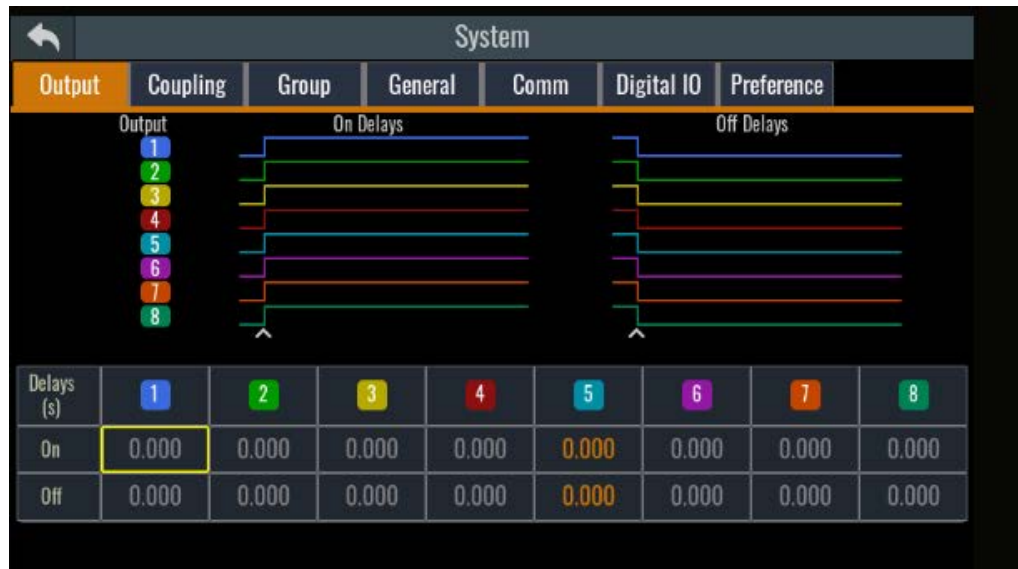 System
Output Coupling Group General Comm Digital IO Preference
Output On Delays Off Delays
1
2
3
4
5
6
7
8
Delays (s) 1 2 3 4 5 6 7 8
On 0.000 0.000 0.000 0.000 0.000 0.000 0.000 0.000
Off 0.000 0.000 0.000 0.000 0.000 0.000 0.000 0.000